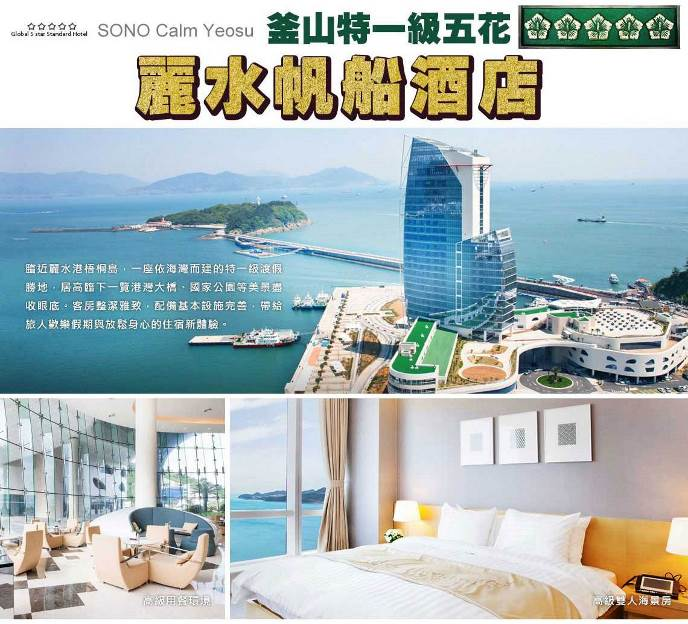 ☆☆☆☆☆
Global 5 star Standard Hotel
SONO Calm Yeosu
釜山特一級五花
麗水帆船酒店
臨近麗水港梧桐島，一座依海灣而建的特一級渡假
勝地，居高臨下一覽港灣大橋、國家公園等美景盡
收眼底。客房整潔雅致，配備基本設施完善，帶給
旅人歡樂假期與放鬆身心的住宿新體驗。
高級用餐環境
高級雙人海景房